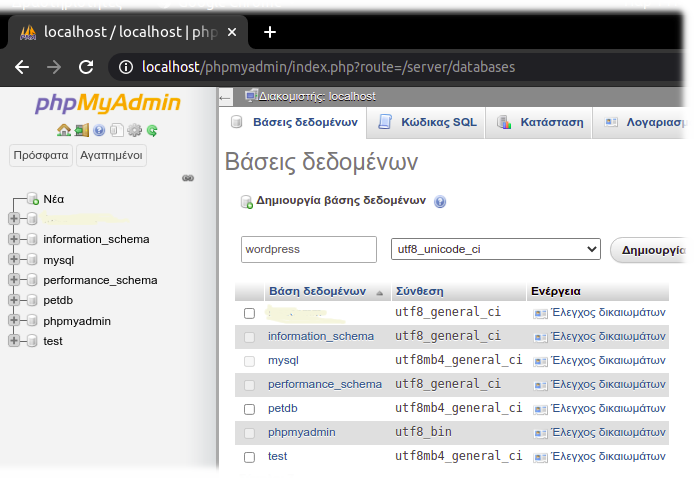 localhost / localhost | php
localhost/phpmyadmin/index.php?route=/server/databases
phpMyAdmin
Πρόσφατα Αγαπημένοι
Νέα
information_schema
mysql
performance_schema
petdb
phpmyadmin
test
Διακομιστής: localhost
Βάσεις δεδομένων Κώδικας SQL Κατάσταση Λογαριασμ
Βάσεις δεδομένων
Δημιουργία βάσης δεδομένων
wordpress utf8_unicode_ci Δημιουργία
Βάση δεδομένων Σύνθεση Ενέργεια
utf8_general_ci Έλεγχος δικαιωμάτων
information_schema utf8_general_ci Έλεγχος δικαιωμάτων
mysql utf8mb4_general_ci Έλεγχος δικαιωμάτων
performance_schema utf8_general_ci Έλεγχος δικαιωμάτων
petdb utf8mb4_general_ci Έλεγχος δικαιωμάτων
phpmyadmin utf8_bin Έλεγχος δικαιωμάτων
test utf8mb4_general_ci Έλεγχος δικαιωμάτων